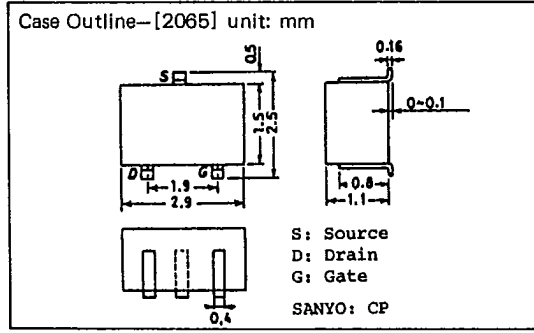 Case Outline—[2065] unit: mm
0.5
0.16
S
1.5
2.5
0~0.1
D
G
1.9
2.9
0.8
1.1
S: Source
D: Drain
G: Gate
0.4
SANYO: CP